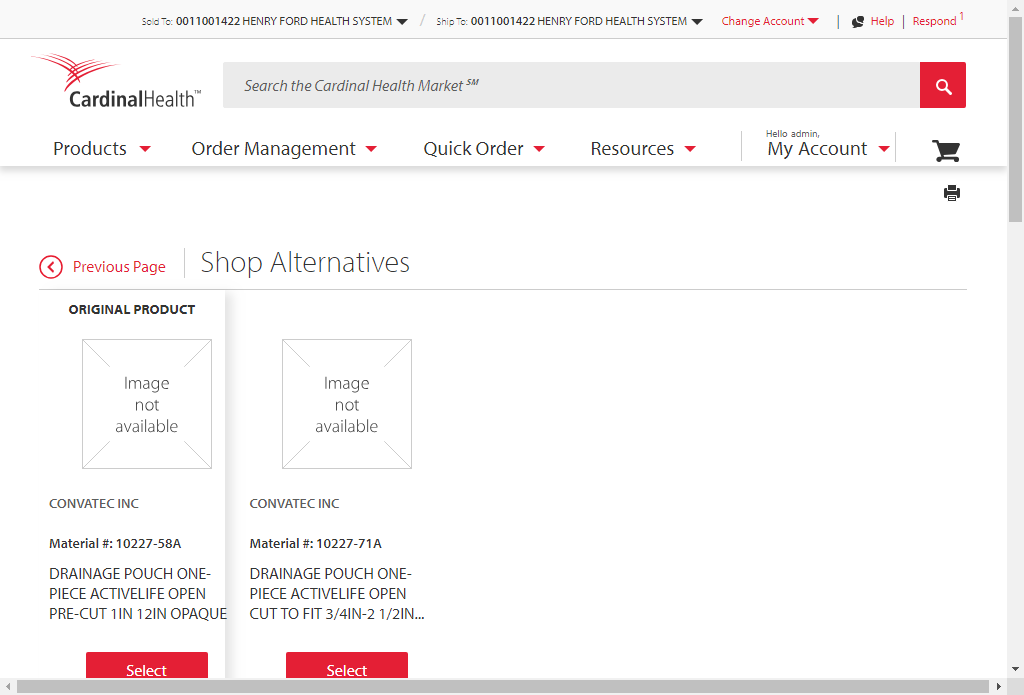 Sold To: 0011001422 HENRY FORD HEALTH SYSTEM / Ship To: 0011001422 HENRY FORD HEALTH SYSTEM Change Account | Help | Respond 1
CardinalHealth™
Search the Cardinal Health Market ℠
Hello admin,
Products Order Management Quick Order Resources My Account
Previous Page Shop Alternatives
ORIGINAL PRODUCT
Image
not
available
CONVATEC INC
Material #: 10227-58A
DRAINAGE POUCH ONE-
PIECE ACTIVELIFE OPEN
PRE-CUT 1IN 12IN OPAQUE
Select
Image
not
available
CONVATEC INC
Material #: 10227-71A
DRAINAGE POUCH ONE-
PIECE ACTIVELIFE OPEN
CUT TO FIT 3/4IN-2 1/2IN...
Select